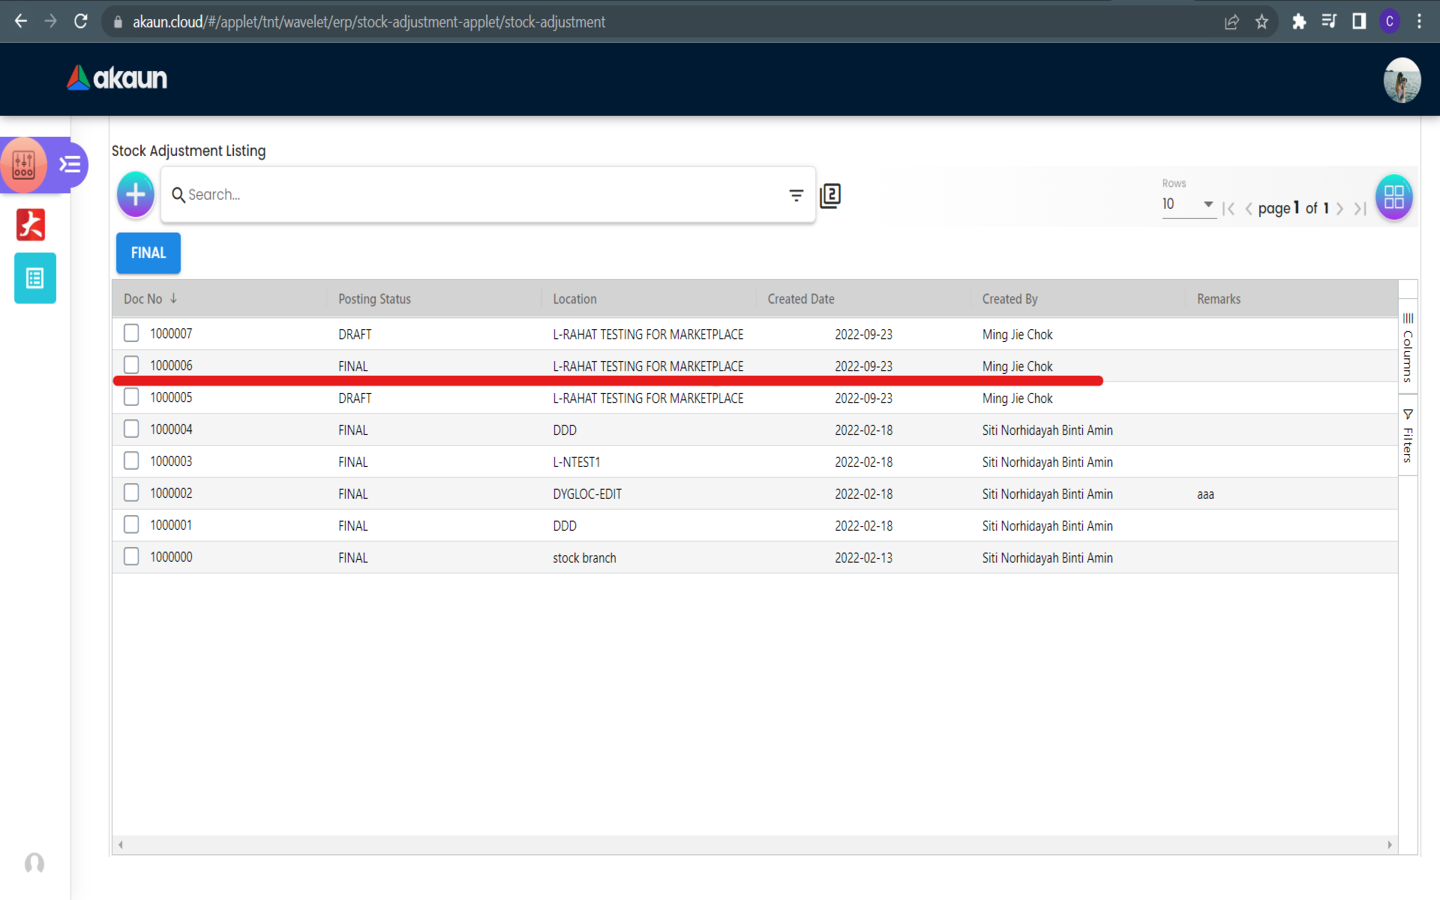 akaun.cloud/#/applet/tnt/wavelet/erp/stock-adjustment-applet/stock-adjustment
C
akaun
Stock Adjustment Listing
Search...
2
Rows
10
page 1 of 1
FINAL
Doc No Posting Status Location Created Date Created By Remarks
1000007 DRAFT L-RAHAT TESTING FOR MARKETPLACE 2022-09-23 Ming Jie Chok
1000006 FINAL L-RAHAT TESTING FOR MARKETPLACE 2022-09-23 Ming Jie Chok
1000005 DRAFT L-RAHAT TESTING FOR MARKETPLACE 2022-09-23 Ming Jie Chok
1000004 FINAL DDD 2022-02-18 Siti Norhidayah Binti Amin
1000003 FINAL L-NTEST1 2022-02-18 Siti Norhidayah Binti Amin
1000002 FINAL DYGLOC-EDIT 2022-02-18 Siti Norhidayah Binti Amin aaa
1000001 FINAL DDD 2022-02-18 Siti Norhidayah Binti Amin
1000000 FINAL stock branch 2022-02-13 Siti Norhidayah Binti Amin
Columns
Filters